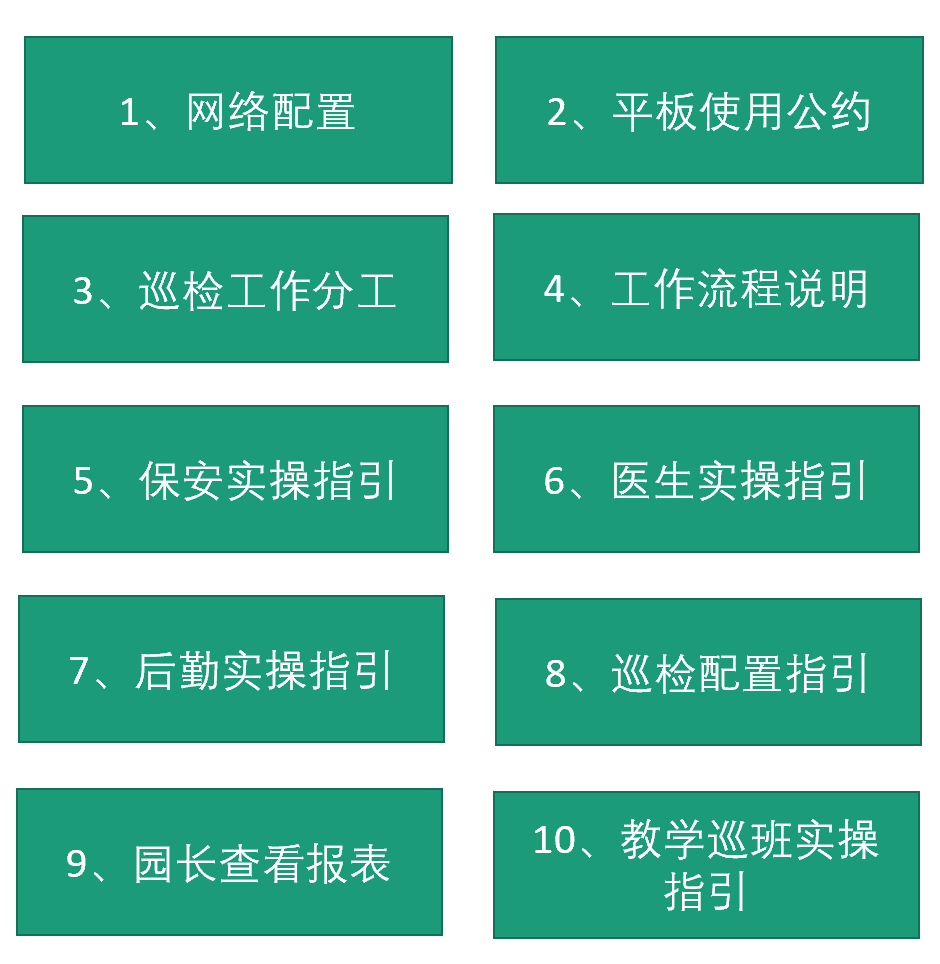 1、网络配置
2、平板使用公约
3、巡检工作分工
4、工作流程说明
5、保安实操指引
6、医生实操指引
7、后勤实操指引
8、巡检配置指引
9、园长查看报表
10、教学巡班实操
指引